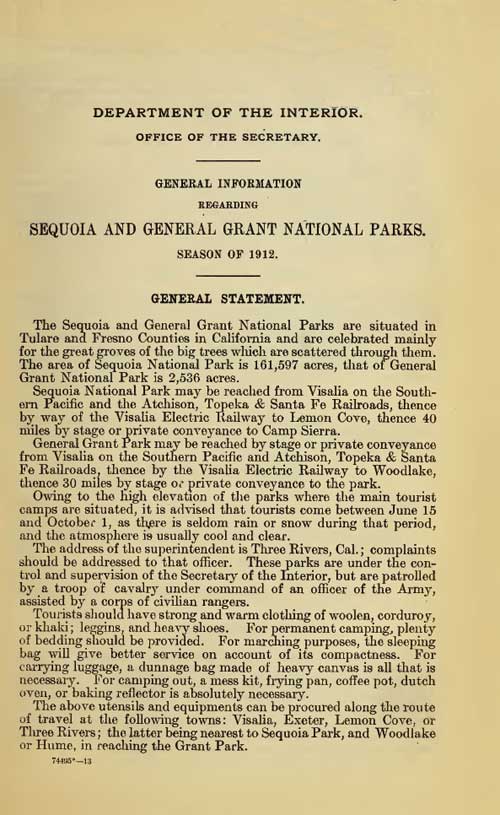 DEPARTMENT OF THE INTERIOR.
OFFICE OF THE SECRETARY.
GENERAL INFORMATION
REGARDING
SEQUOIA AND GENERAL GRANT NATIONAL PARKS.
SEASON OF 1912.
GENERAL STATEMENT.
The Sequoia and General Grant National Parks are situated in
Tulare and Fresno Counties in California and are celebrated mainly
for the great groves of the big trees which are scattered through them.
The area of Sequoia National Park is 161,597 acres, that of General
Grant National Park is 2,536 acres.
Sequoia National Park may be reached from Visalia on the South-
ern Pacific and the Atchison, Topeka & Santa Fe Railroads, thence
by way of the Visalia Electric Railway to Lemon Cove, thence 40
miles by stage or private conveyance to Camp Sierra.
General Grant Park may be reached by stage or private conveyance
from Visalia on the Southern Pacific and Atchison, Topeka & Santa
Fe Railroads, thence by the Visalia Electric Railway to Woodlake,
thence 30 miles by stage or private conveyance to the park.
Owing to the high elevation of the parks where the main tourist
camps are situated, it is advised that tourists come between June 15
and October 1, as there is seldom rain or snow during that period,
and the atmosphere is usually cool and clear.
The address of the superintendent is Three Rivers, Cal.; complaints
should be addressed to that officer. These parks are under the con-
trol and supervision of the Secretary of the Interior, but are patrolled
by a troop of cavalry under command of an officer of the Army,
assisted by a corps of civilian rangers.
Tourists should have strong and warm clothing of woolen, corduroy,
or khaki; leggins, and heavy shoes. For permanent camping, plenty
of bedding should be provided. For marching purposes, the sleeping
bag will give better service on account of its compactness. For
carrying luggage, a dunnage bag made of heavy canvas is all that is
necessary. For camping out, a mess kit, frying pan, coffee pot, dutch
oven, or baking reflector is absolutely necessary.
The above utensils and equipments can be procured along the route
of travel at the following towns: Visalia, Exeter, Lemon Cove, or
Three Rivers; the latter being nearest to Sequoia Park, and Woodlake
or Hume, in reaching the Grant Park.
74495°—13